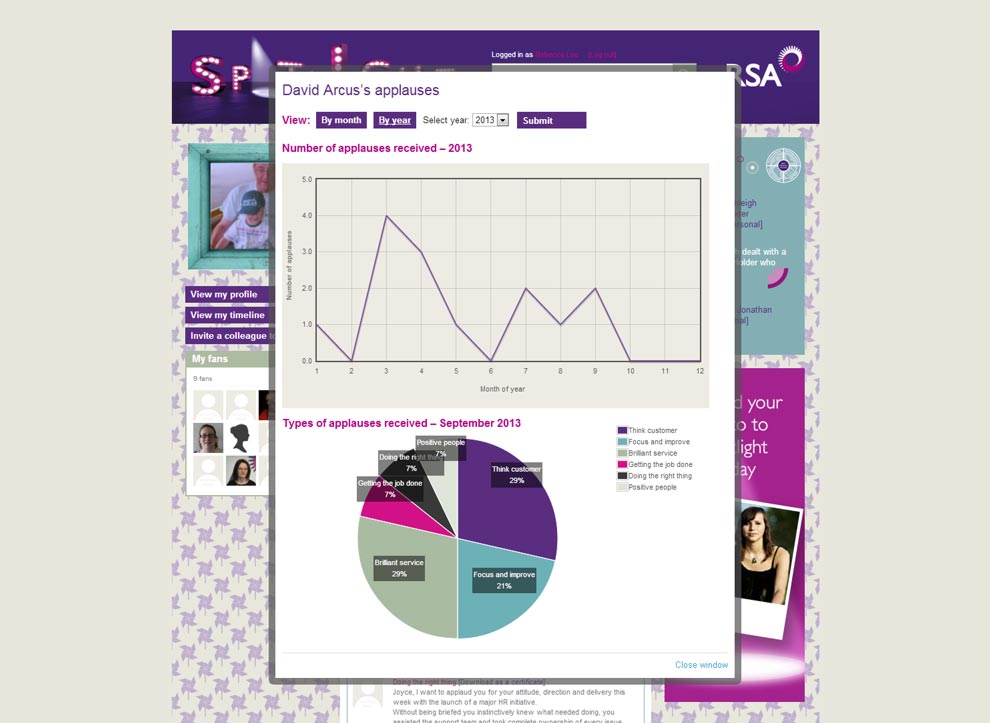 Logged in as Rebecca Lee [Log out]
RSA
David Arcus's applauses
View: By month By year Select year: 2013 Submit
Number of applauses received – 2013
5.0
4.0
3.0
2.0
1.0
0.0
Number of applauses
1 2 3 4 5 6 7 8 9 10 11 12
Month of year
Types of applauses received – September 2013
Positive people
7%
Doing the right thing
7%
Getting the job done
7%
Think customer
29%
Brilliant service
29%
Focus and improve
21%
Think customer
Focus and improve
Brilliant service
Getting the job done
Doing the right thing
Positive people
Close window
View my profile
View my timeline
Invite a colleague to
My fans
9 fans
dealt with a
who
Jonathan
your
to
day
Doing the right thing [Download as a certificate]
Joyce, I want to applaud you for your attitude, direction and delivery this
week with the launch of a major HR initiative.
Without being briefed you instinctively knew what needed doing, you
assisted the support team and took complete ownership of every issue